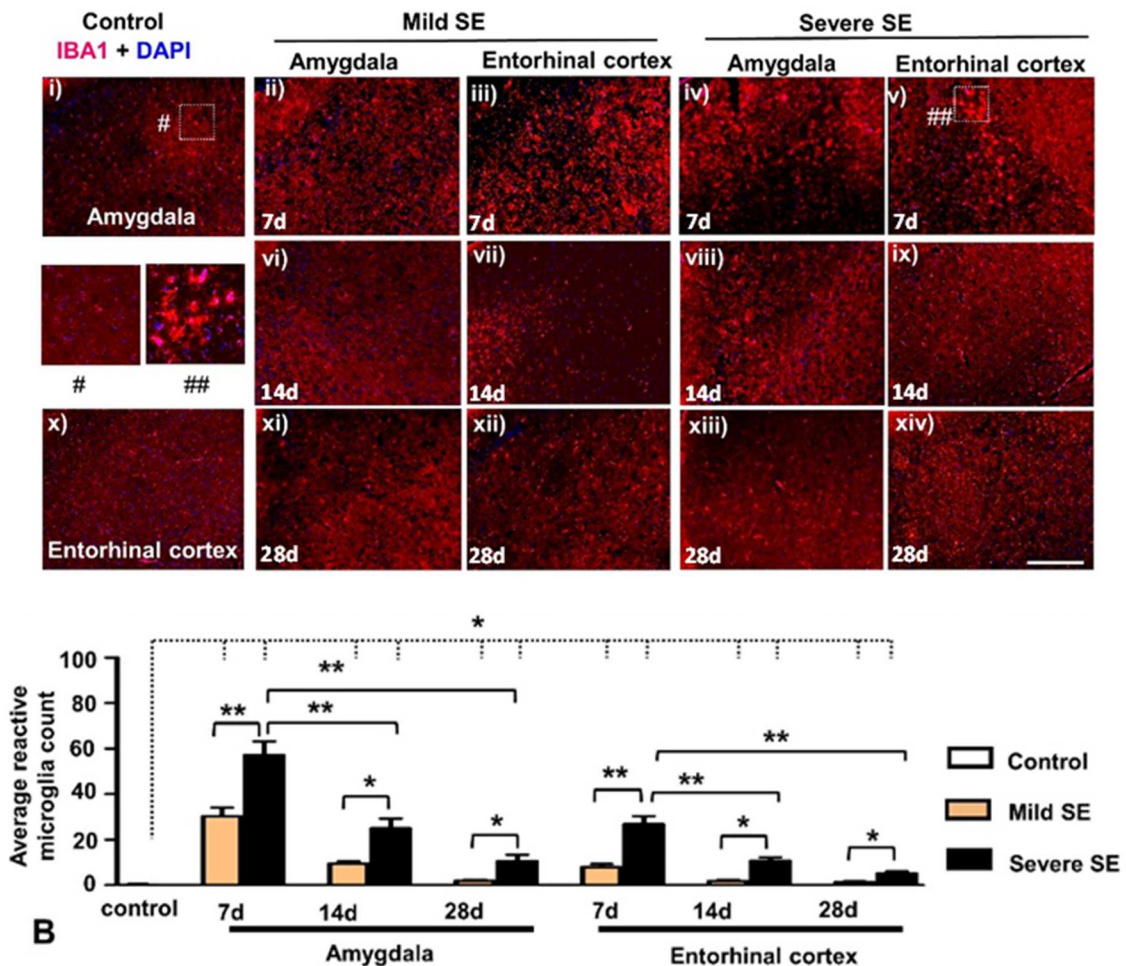 Control
IBA1 + DAPI
Mild SE
Severe SE
Amygdala
Entorhinal cortex
Amygdala
Entorhinal cortex
i)
#
Amygdala
ii)
7d
iii)
7d
iv)
7d
v)
##
7d
#
##
vi)
14d
vii)
14d
viii)
14d
ix)
14d
x)
Entorhinal cortex
xi)
28d
xii)
28d
xiii)
28d
xiv)
28d
*
**
**
**
*
*
**
**
**
*
*
Average reactive
microglia count
100
80
60
40
20
0
control
7d
14d
28d
7d
14d
28d
Amygdala
Entorhinal cortex
Control
Mild SE
Severe SE
B